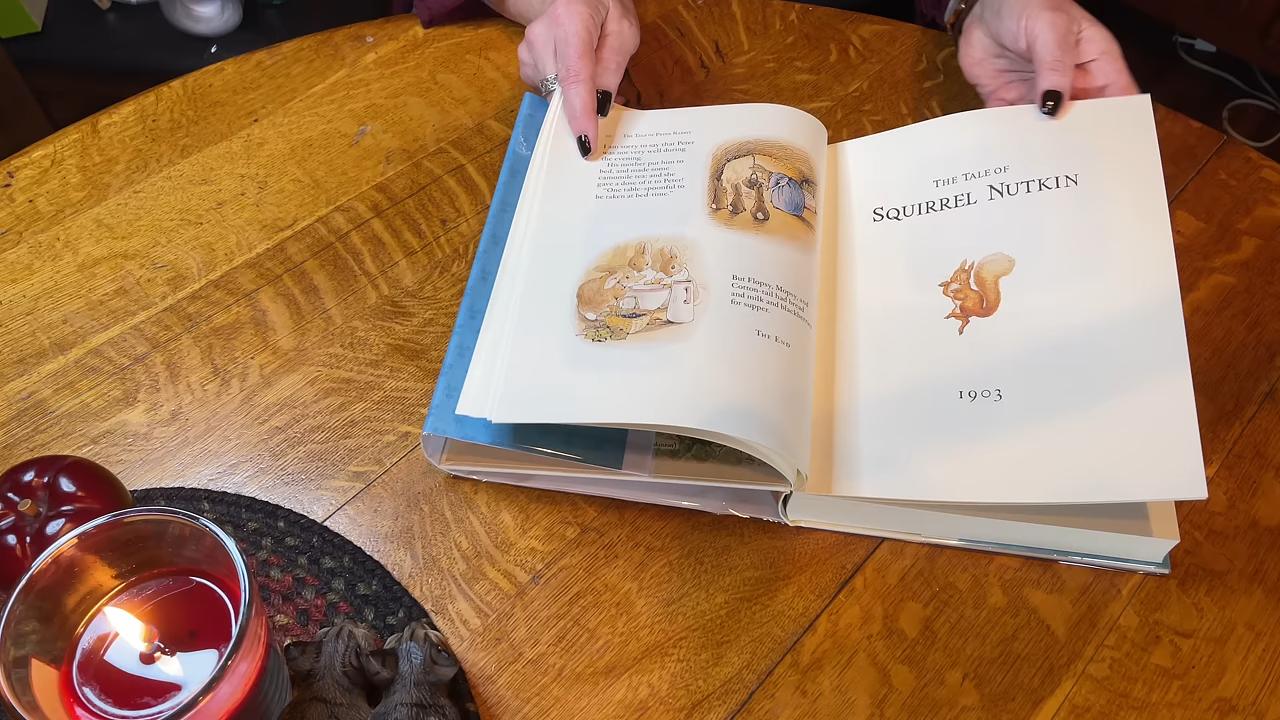 THE TALE OF PETER RABBIT
I am sorry to say that Peter
was not very well during
the evening.
His mother put him to
bed, and made some
camomile tea; and she
gave a dose of it to Peter!
"One table-spoonful to
be taken at bed-time."
But Flopsy, Mopsy, and
Cotton-tail had bread
and milk and blackberries
for supper.
THE END
THE TALE OF
SQUIRREL NUTKIN
1903